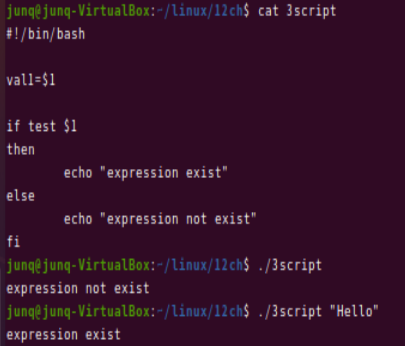 junq@junq-VirtualBox:~/linux/12ch$ cat 3script
#!/bin/bash
val1=$1
if test $1
then
echo "expression exist"
else
echo "expression not exist"
fi
junq@junq-VirtualBox:~/linux/12ch$ ./3script
expression not exist
junq@junq-VirtualBox:~/linux/12ch$ ./3script "Hello"
expression exist